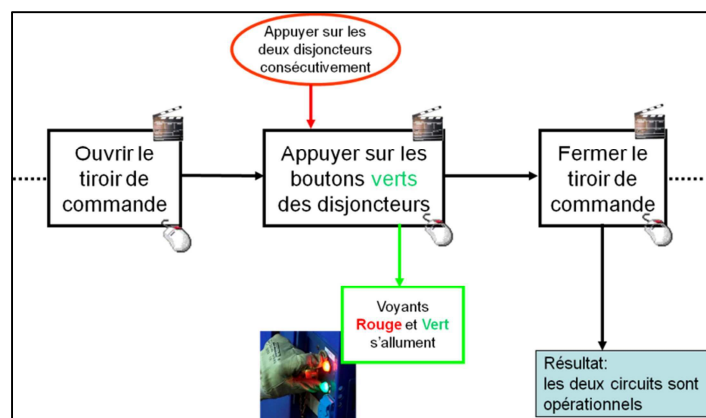 Appuyer sur les
deux disjoncteurs
consécutivement
Ouvrir le
tiroir de
commande
Appuyer sur les
boutons verts
des disjoncteurs
Fermer le
tiroir de
commande
Voyants
Rouge et Vert
s'allument
Résultat:
les deux circuits sont
opérationnels